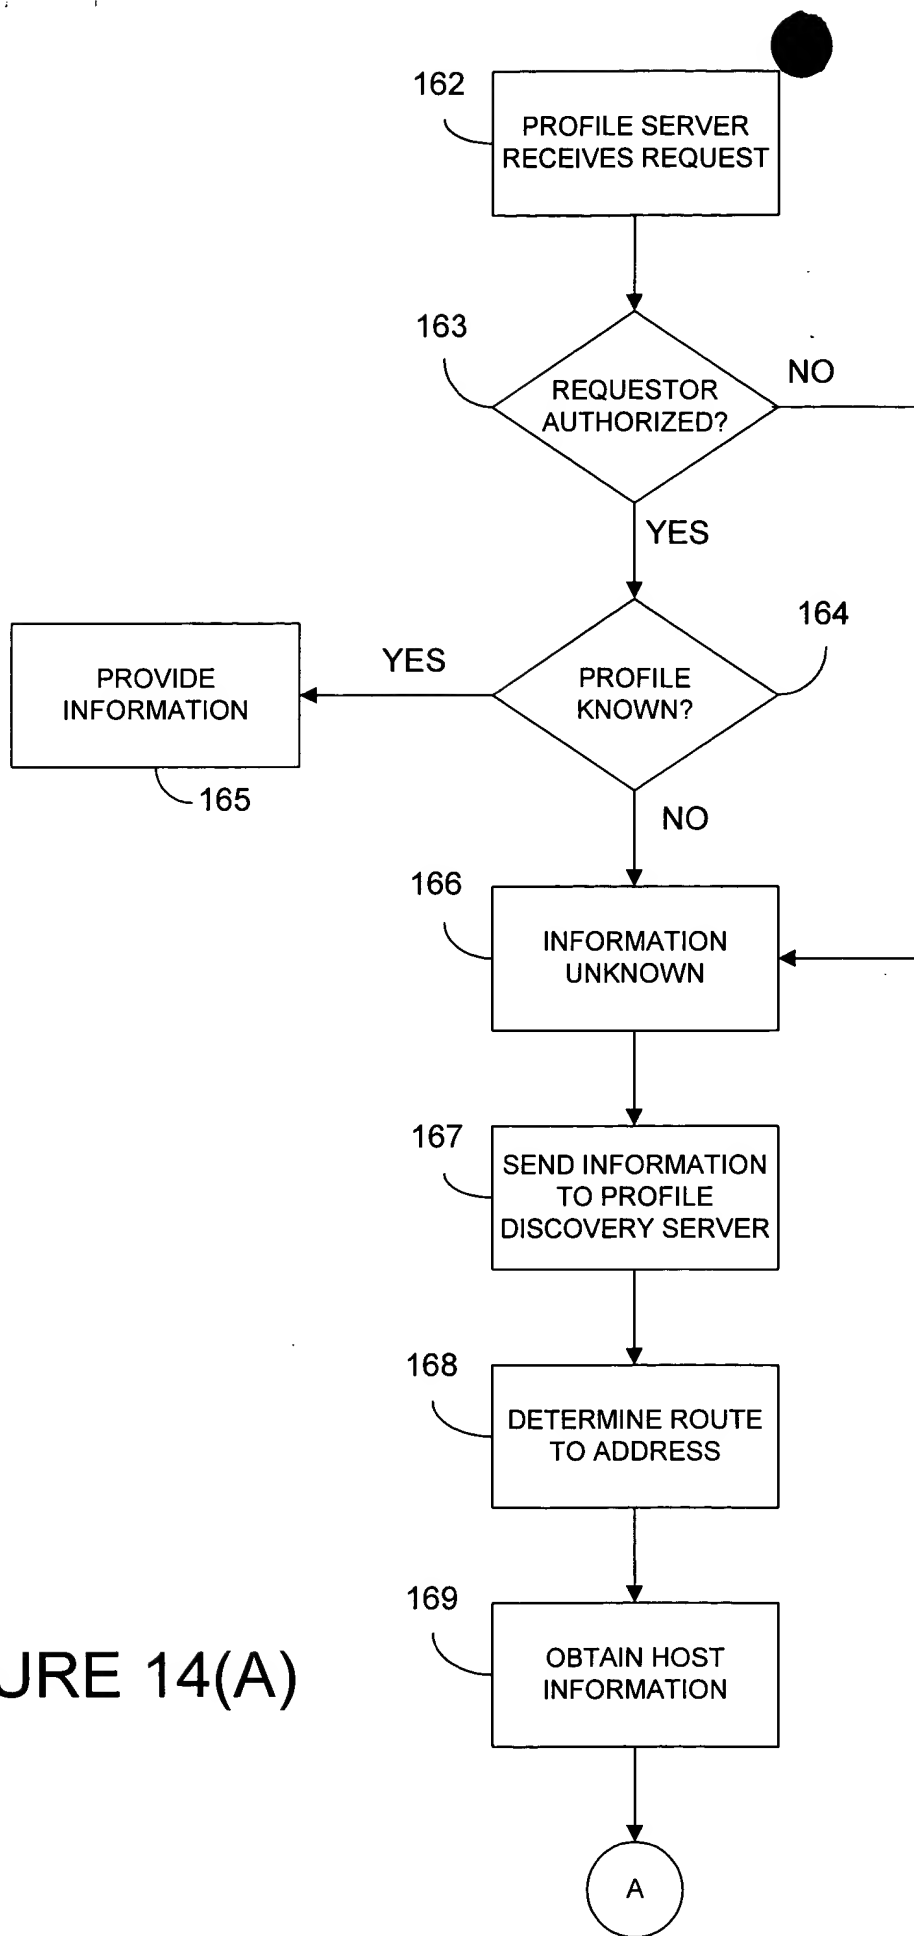 162
PROFILE SERVER
RECEIVES REQUEST
163
REQUESTOR
AUTHORIZED?
NO
YES
164
PROFILE
KNOWN?
YES
PROVIDE
INFORMATION
165
NO
166
INFORMATION
UNKNOWN
167
SEND INFORMATION
TO PROFILE
DISCOVERY SERVER
168
DETERMINE ROUTE
TO ADDRESS
169
OBTAIN HOST
INFORMATION
URE 14(A)
A